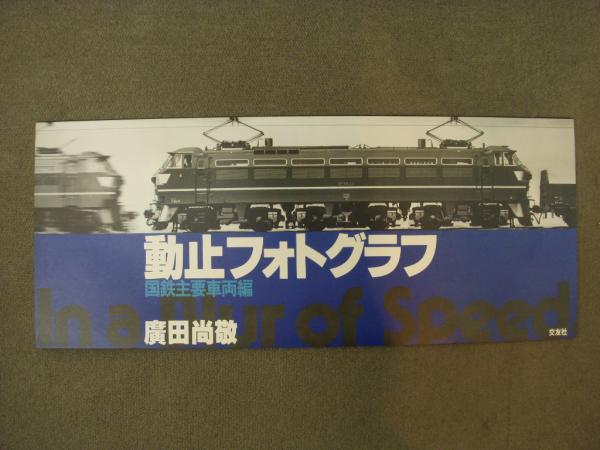 動止フォトグラフ
国鉄主要車両編
In a Blur of Speed
廣田尚敬
交友社